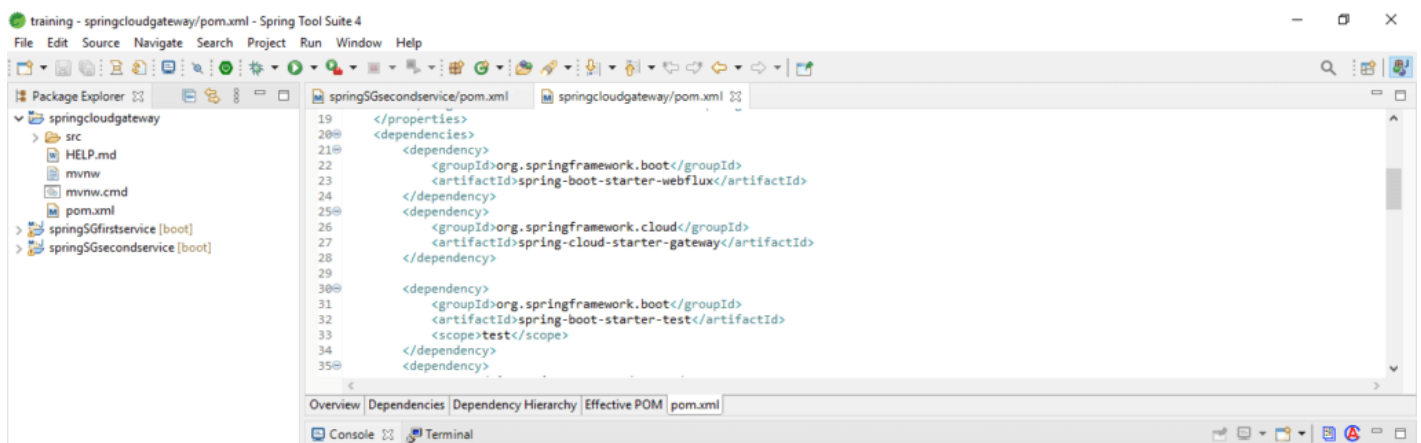 training - springcloudgateway/pom.xml - Spring Tool Suite 4
File Edit Source Navigate Search Project Run Window Help
Package Explorer
springcloudgateway
src
HELP.md
mvnw
mvnw.cmd
pom.xml
springSGfirstservice [boot]
springSGsecondservice [boot]
springSGsecondservice/pom.xml springcloudgateway/pom.xml
19 </properties>
20 <dependencies>
21 <dependency>
22 <groupId>org.springframework.boot</groupId>
23 <artifactId>spring-boot-starter-webflux</artifactId>
24 </dependency>
25 <dependency>
26 <groupId>org.springframework.cloud</groupId>
27 <artifactId>spring-cloud-starter-gateway</artifactId>
28 </dependency>
29
30 <dependency>
31 <groupId>org.springframework.boot</groupId>
32 <artifactId>spring-boot-starter-test</artifactId>
33 <scope>test</scope>
34 </dependency>
35 <dependency>
Overview Dependencies Dependency Hierarchy Effective POM pom.xml
Console Terminal